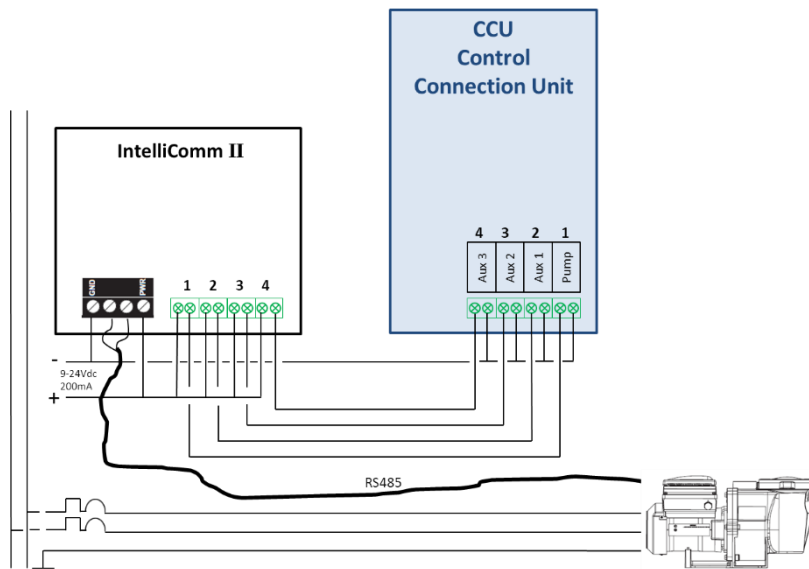 CCU
Control
Connection Unit
IntelliComm II
4 3 2 1
Aux 3
Aux 2
Aux 1
Pump
GND
PWR
1 2 3 4
-
9-24Vdc
200mA
+
RS485